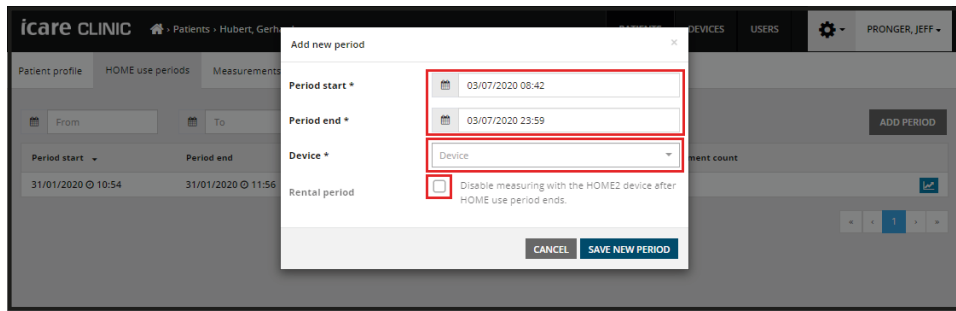 icare CLINIC
› Patients › Hubert, Gerh
PATIENTS DEVICES USERS
PRONGER, JEFF
Patient profile HOME use periods Measurements
From To ADD PERIOD
Period start Period end ment count
31/01/2020 10:54 31/01/2020 11:56
« ‹ 1 › »
Add new period ×
Period start * 03/07/2020 08:42
Period end * 03/07/2020 23:59
Device * Device
Rental period Disable measuring with the HOME2 device after
HOME use period ends.
CANCEL SAVE NEW PERIOD